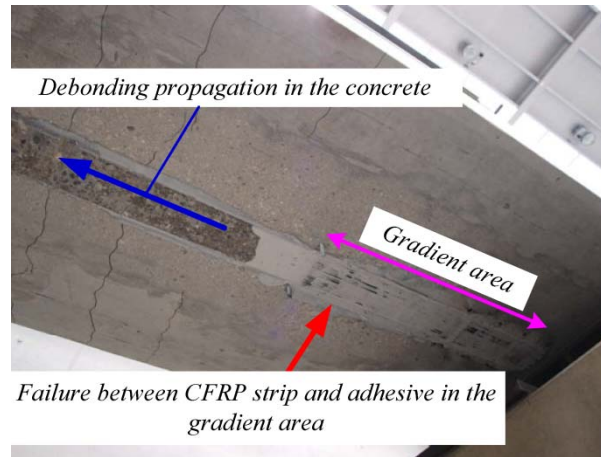 Debonding propagation in the concrete
Gradient area
Failure between CFRP strip and adhesive in the
gradient area